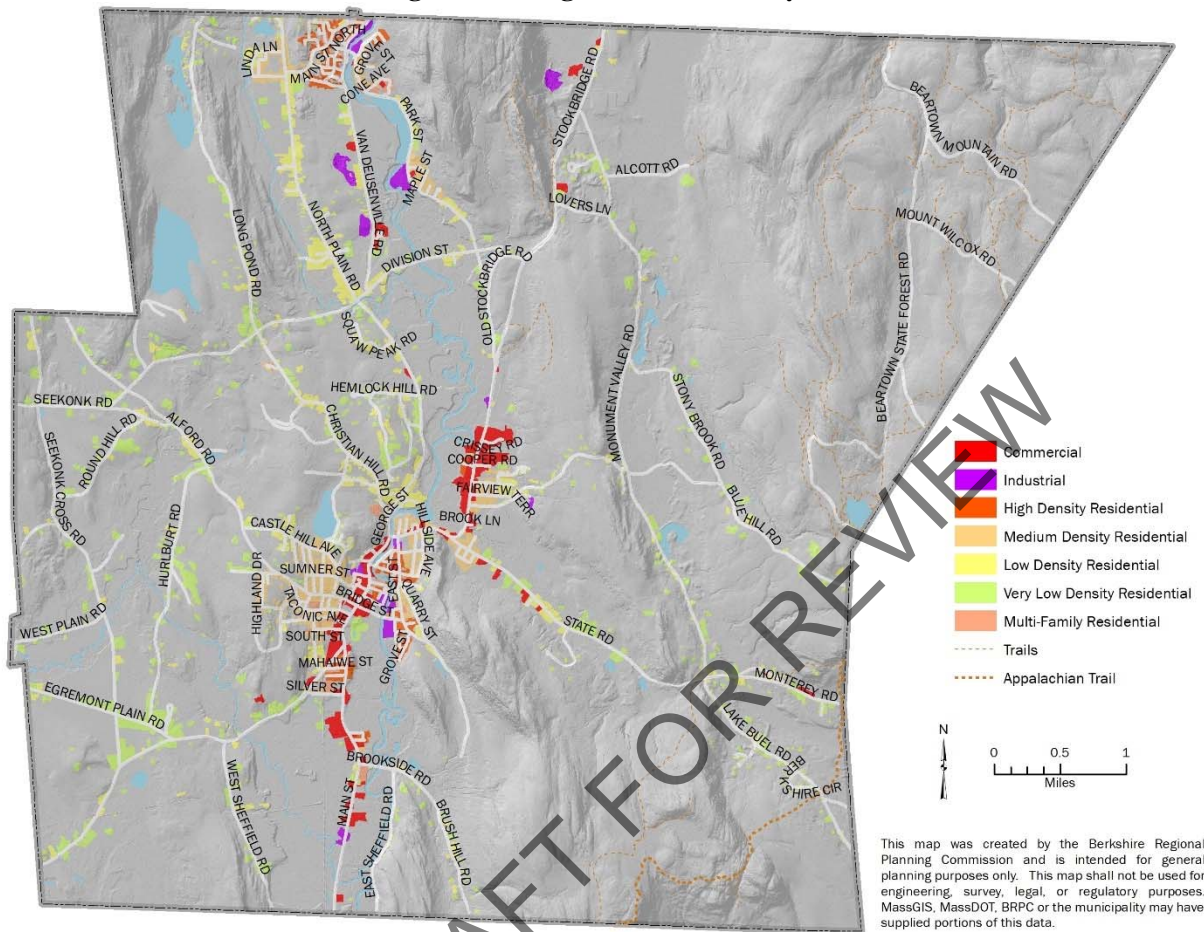 LINDA LN
MAIN ST NORTH
GROVE ST
CONE AVE
PARK ST
MAPLE ST
VAN DEUSENVILLE RD
STOCKBRIDGE RD
ALCOTT RD
LOVERS LN
BEARTOWN MOUNTAIN RD
MOUNT WILCOX RD
BEARTOWN STATE FOREST RD
LONG POND RD
NORTH PLAIN RD
DIVISION ST
OLD STOCKBRIDGE RD
SQUAW PEAK RD
HEMLOCK HILL RD
MONUMENT VALLEY RD
STONY BROOK RD
BLUE HILL RD
SEEKONK RD
ROUND HILL RD
ALFORD RD
SEEKONK CROSS RD
HURLBURT RD
CHRISTIAN HILL RD
CRISSEY RD
COOPER RD
FAIRVIEW TERR
BROOK LN
GEORGE ST
HILLSIDE AVE
CASTLE HILL AVE
SUMNER ST
EAST ST
BRIDGE ST
QUARRY ST
HIGHLAND DR
TACONIC AVE
SOUTH ST
MAHAIWE ST
SILVER ST
GROVE ST
STATE RD
WEST PLAIN RD
EGREMONT PLAIN RD
WEST SHEFFIELD RD
MAIN ST
BROOKSIDE RD
EAST SHEFFIELD RD
BRUSH HILL RD
MONTEREY RD
LAKE BUEL RD
BERKSHIRE CIR
Commercial
Industrial
High Density Residential
Medium Density Residential
Low Density Residential
Very Low Density Residential
Multi-Family Residential
Trails
Appalachian Trail
N
0 0.5 1
Miles
This map was created by the Berkshire Regional
Planning Commission and is intended for general
planning purposes only. This map shall not be used for
engineering, survey, legal, or regulatory purposes.
MassGIS, MassDOT, BRPC or the municipality may have
supplied portions of this data.
AFT FOR REVIEW